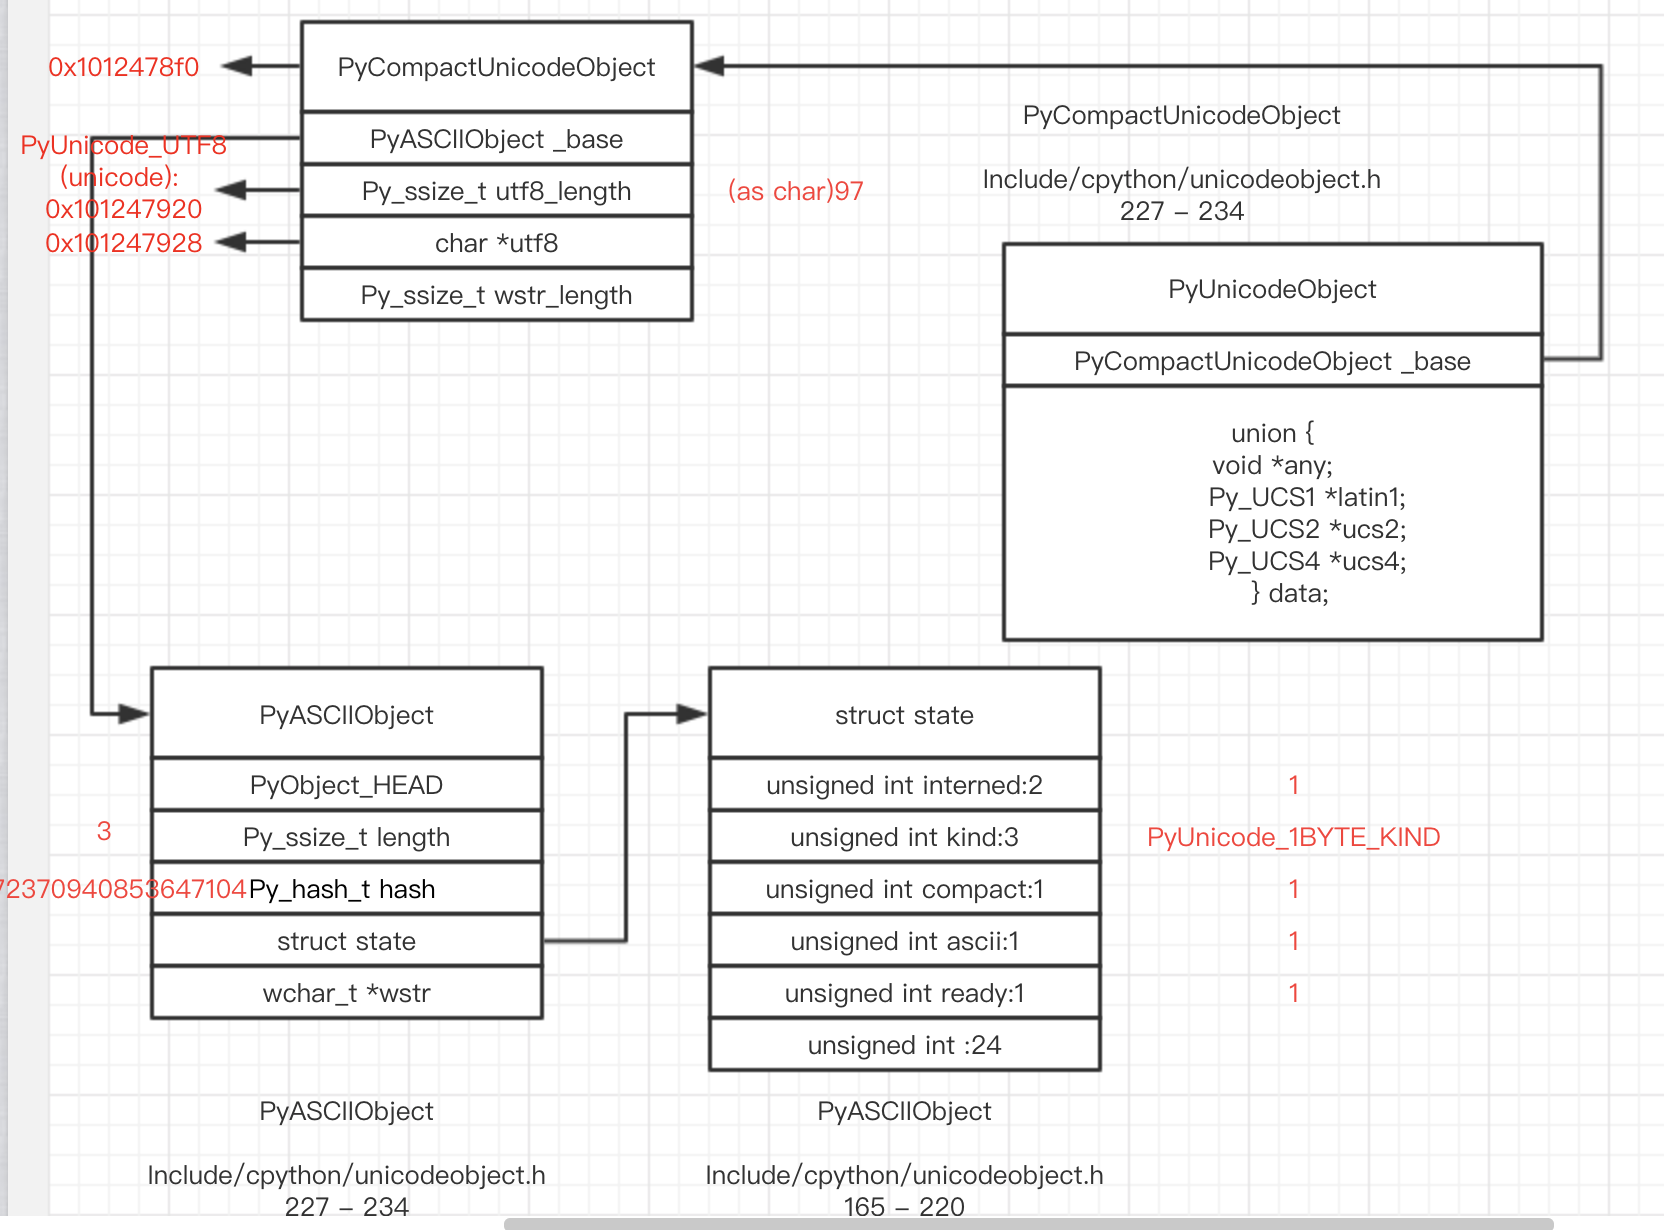 0x1012478f0
PyCompactUnicodeObject
PyASCIIObject _base
PyUnicode_UTF8
(unicode):
0x101247920
Py_ssize_t utf8_length
(as char)97
0x101247928
char *utf8
Py_ssize_t wstr_length
PyCompactUnicodeObject
Include/cpython/unicodeobject.h
227 – 234
PyUnicodeObject
PyCompactUnicodeObject _base
union {
void *any;
Py_UCS1 *latin1;
Py_UCS2 *ucs2;
Py_UCS4 *ucs4;
} data;
PyASCIIObject
PyObject_HEAD
3
Py_ssize_t length
72370940853647104
Py_hash_t hash
struct state
wchar_t *wstr
PyASCIIObject
Include/cpython/unicodeobject.h
227 – 234
struct state
unsigned int interned:2
1
unsigned int kind:3
PyUnicode_1BYTE_KIND
unsigned int compact:1
1
unsigned int ascii:1
1
unsigned int ready:1
1
unsigned int :24
PyASCIIObject
Include/cpython/unicodeobject.h
165 – 220